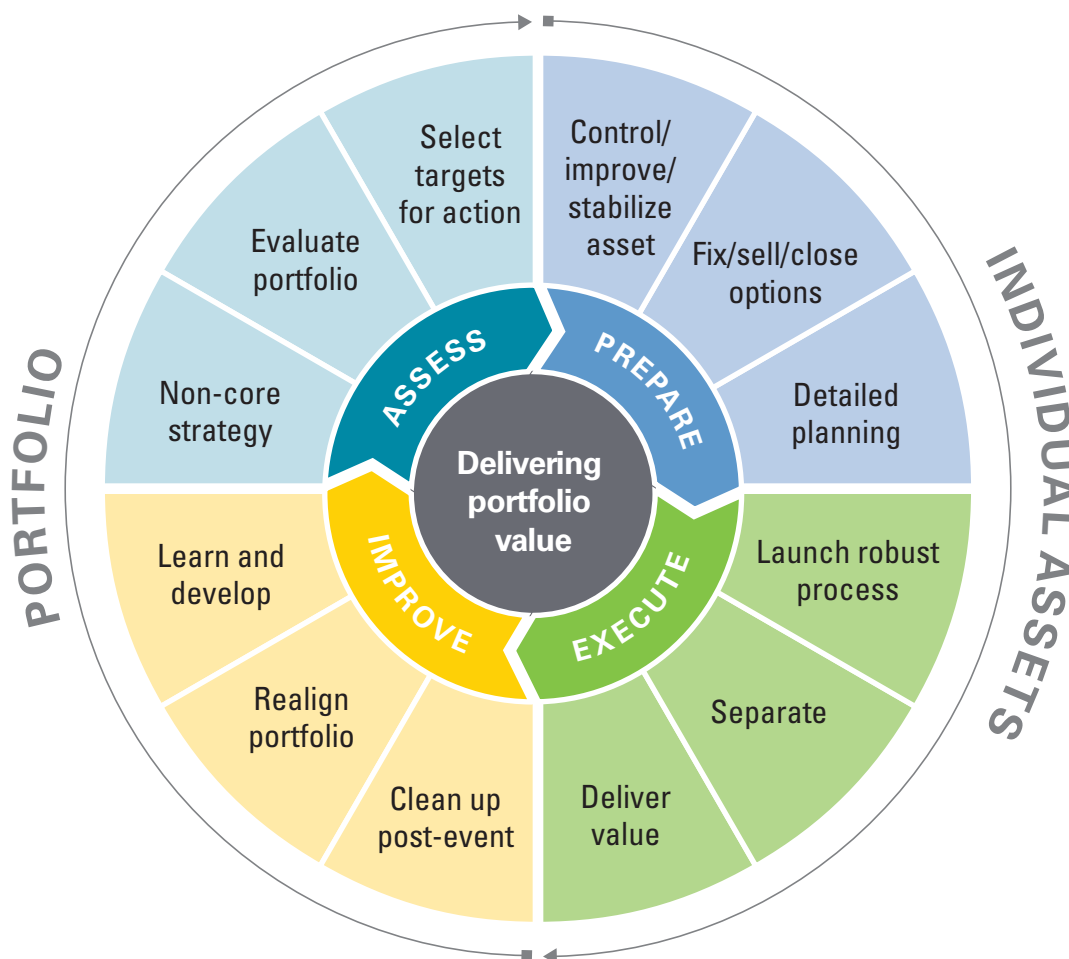 PORTFOLIO
INDIVIDUAL ASSETS
Delivering
portfolio
value
ASSESS
Non-core
strategy
Evaluate
portfolio
Select
targets
for action
PREPARE
Control/
improve/
stabilize
asset
Fix/sell/close
options
Detailed
planning
EXECUTE
Launch robust
process
Separate
Deliver
value
IMPROVE
Clean up
post-event
Realign
portfolio
Learn and
develop